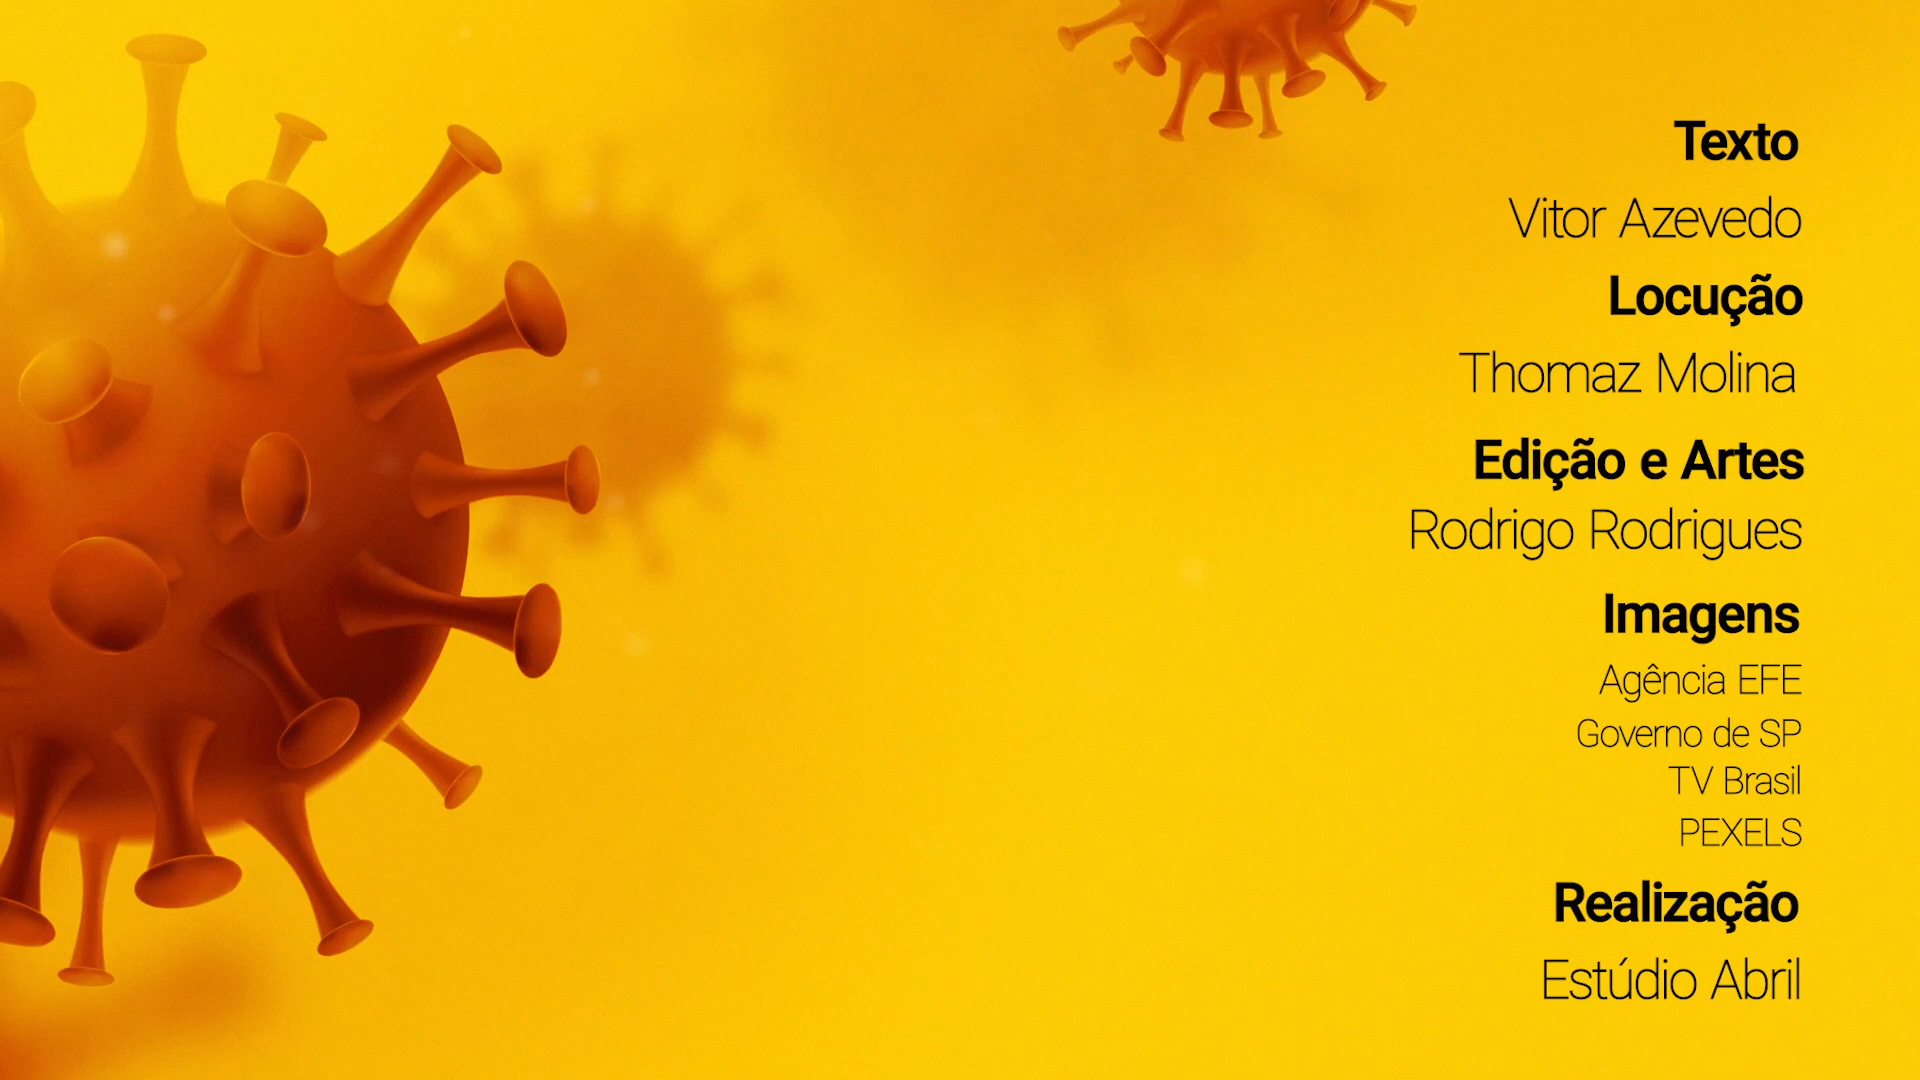 Texto
Vitor Azevedo
Locução
Thomaz Molina
Edição e Artes
Rodrigo Rodrigues
Imagens
Agência EFE
Governo de SP
TV Brasil
PEXELS
Realização
Estúdio Abril